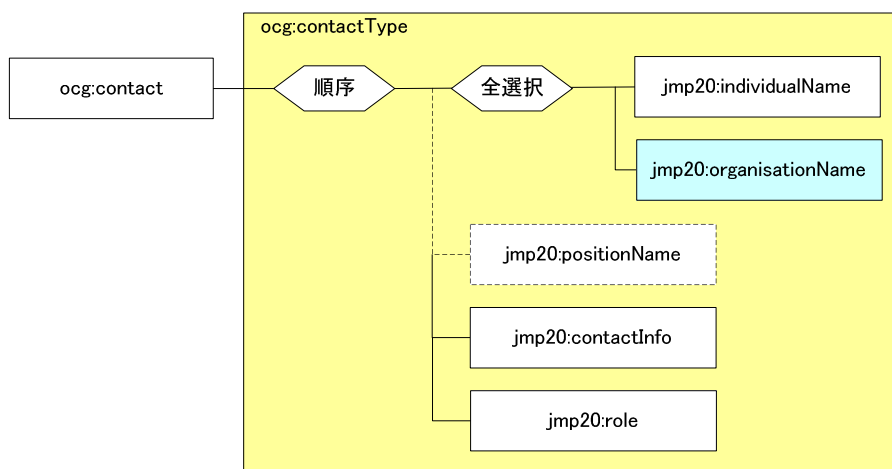 ocg:contactType
ocg:contact
順序
全選択
jmp20:individualName
jmp20:organisationName
jmp20:positionName
jmp20:contactInfo
jmp20:role